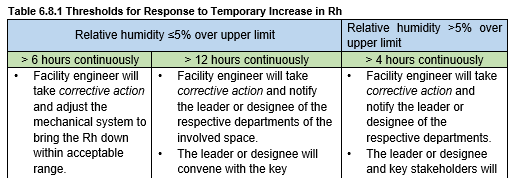 Table 6.8.1 Thresholds for Response to Temporary Increase in Rh
Relative humidity ≤5% over upper limit
Relative humidity >5% over
upper limit
> 6 hours continuously
> 12 hours continuously
> 4 hours continuously
• Facility engineer will
take corrective action
and adjust the
mechanical system to
bring the Rh down
within acceptable
range.
• Facility engineer will take
corrective action and notify
the leader or designee of the
respective departments of the
involved space.
• The leader or designee will
convene with the key
• Facility engineer will take
corrective action and
notify the leader or
designee of the
respective departments.
• The leader or designee
and key stakeholders will